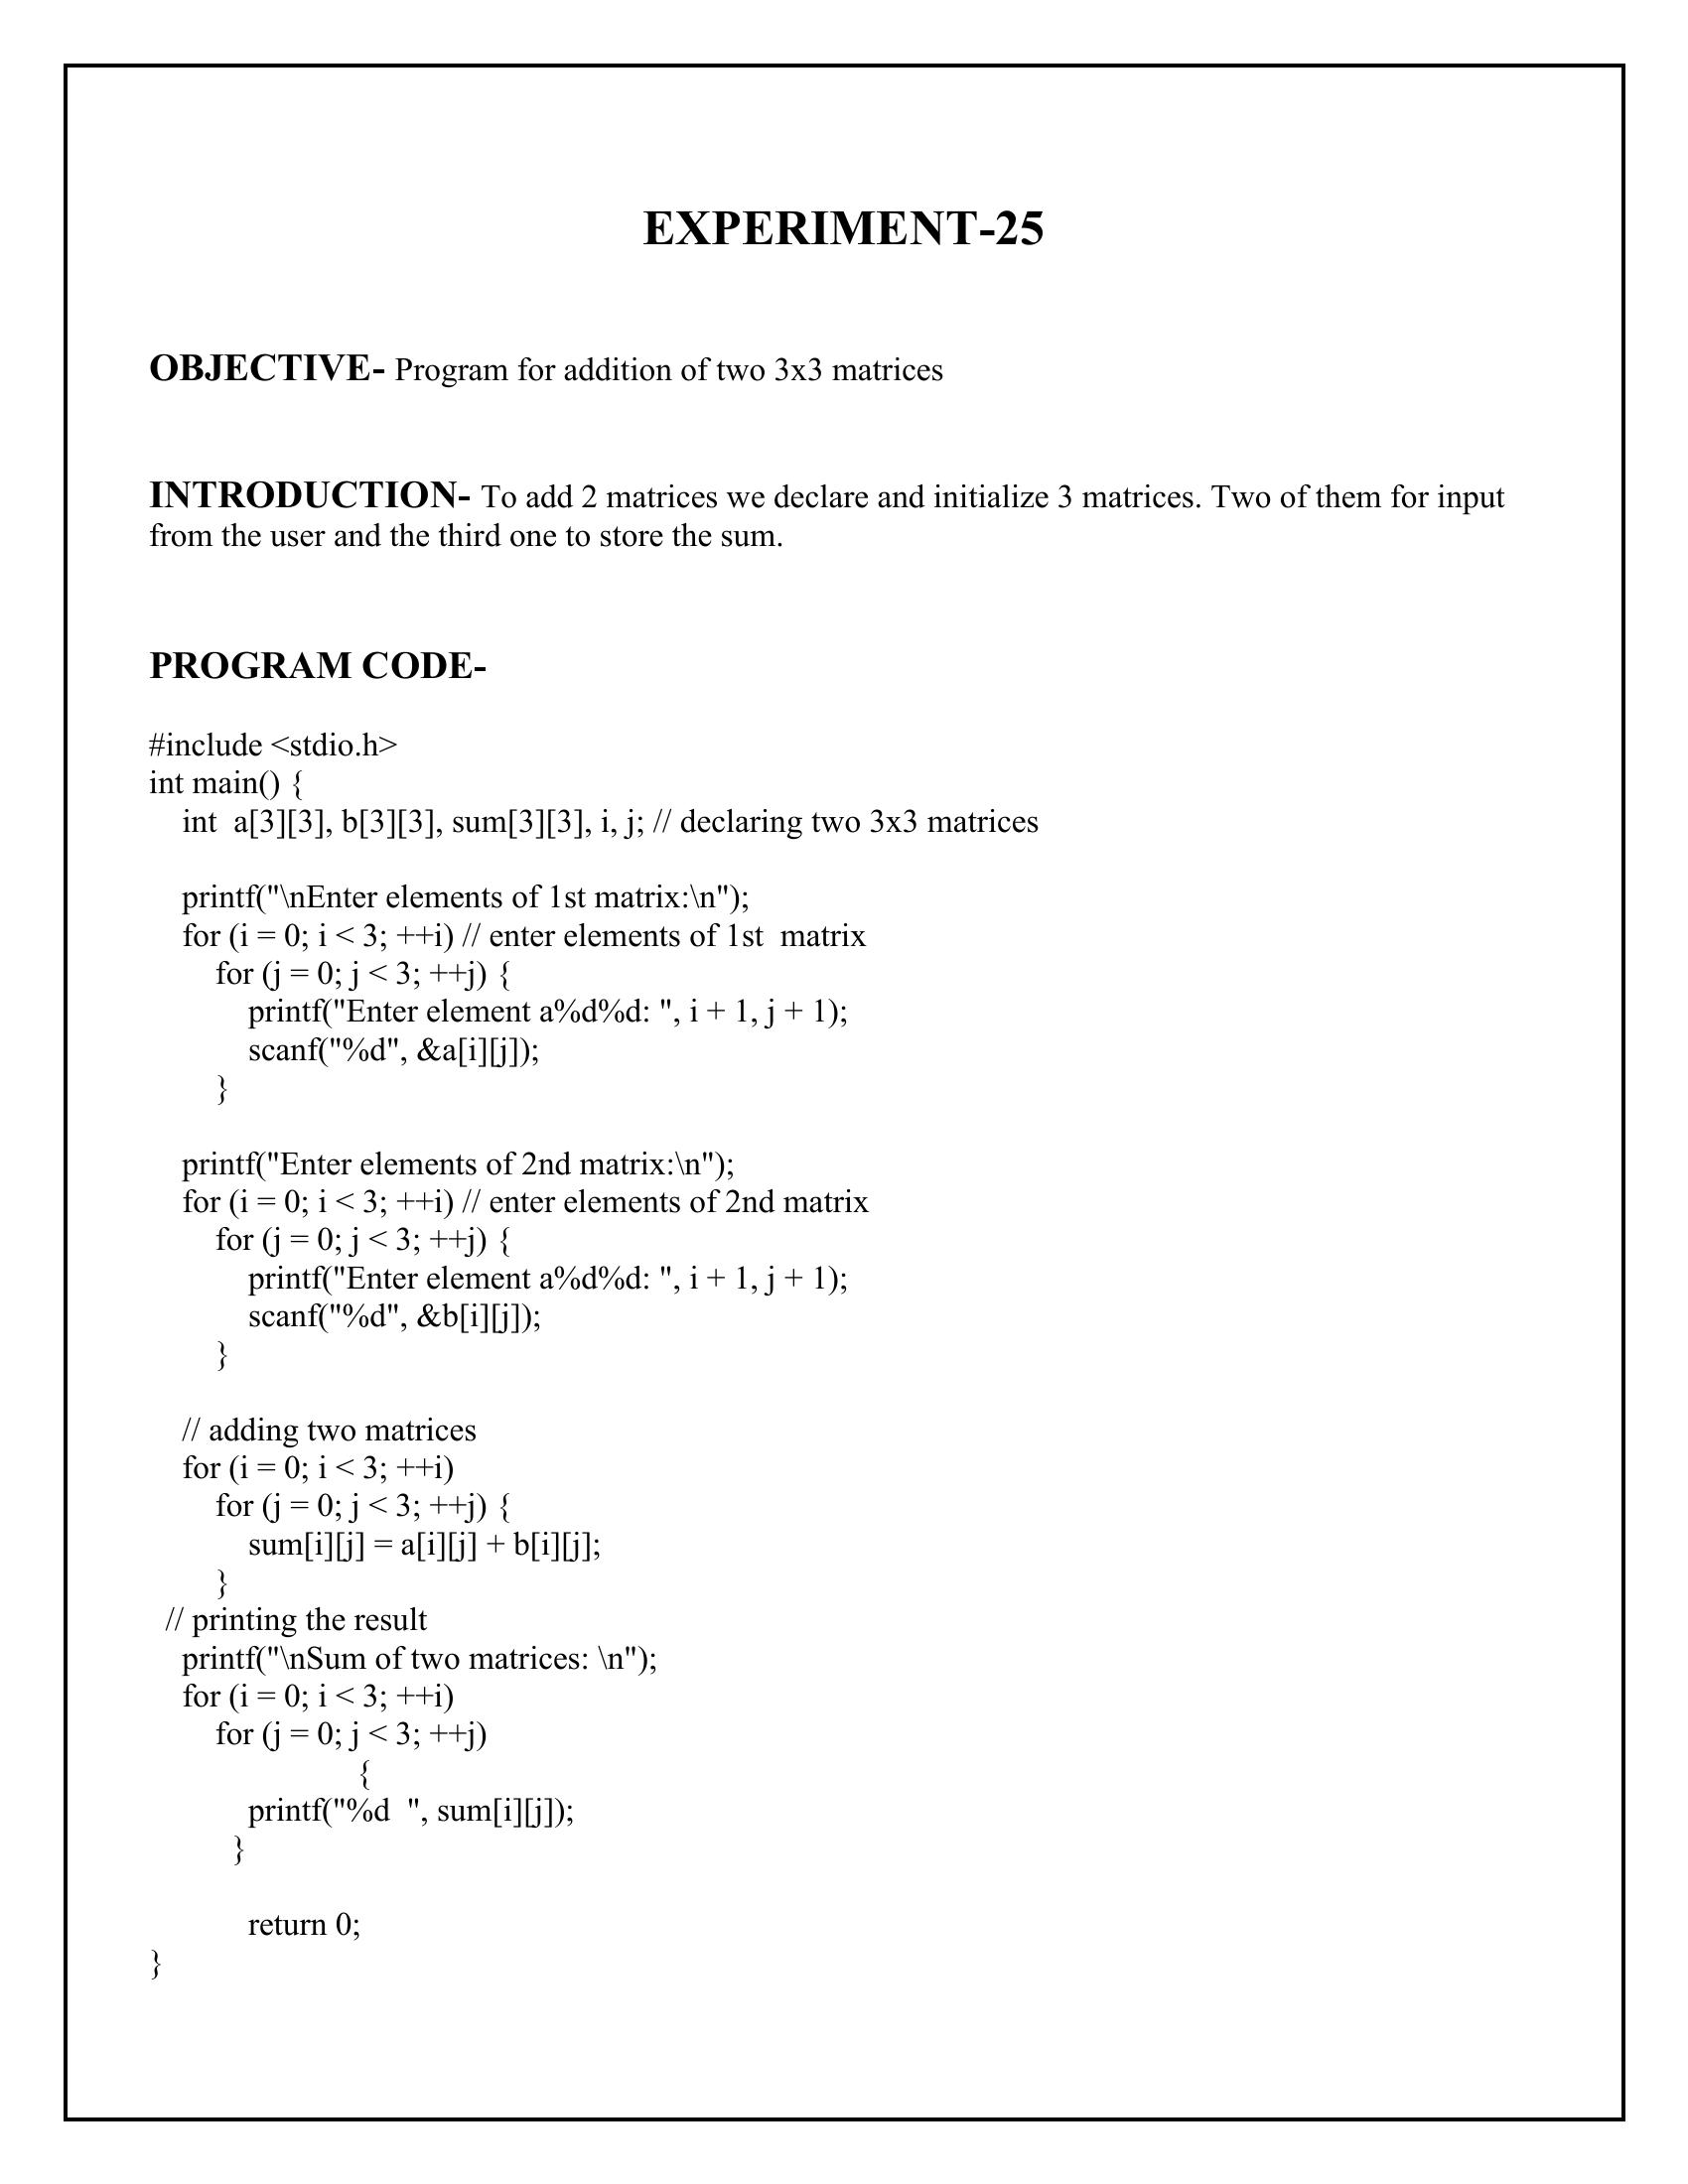 EXPERIMENT-25
OBJECTIVE- Program for addition of two 3x3 matrices
INTRODUCTION- To add 2 matrices we declare and initialize 3 matrices. Two of them for input
from the user and the third one to store the sum.
PROGRAM CODE-
#include <stdio.h>
int main() {
    int  a[3][3], b[3][3], sum[3][3], i, j; // declaring two 3x3 matrices
    printf("\nEnter elements of 1st matrix:\n");
    for (i = 0; i < 3; ++i) // enter elements of 1st  matrix
        for (j = 0; j < 3; ++j) {
            printf("Enter element a%d%d: ", i + 1, j + 1);
            scanf("%d", &a[i][j]);
        }
    printf("Enter elements of 2nd matrix:\n");
    for (i = 0; i < 3; ++i) // enter elements of 2nd matrix
        for (j = 0; j < 3; ++j) {
            printf("Enter element a%d%d: ", i + 1, j + 1);
            scanf("%d", &b[i][j]);
        }
    // adding two matrices
    for (i = 0; i < 3; ++i)
        for (j = 0; j < 3; ++j) {
            sum[i][j] = a[i][j] + b[i][j];
        }
  // printing the result
    printf("\nSum of two matrices: \n");
    for (i = 0; i < 3; ++i)
        for (j = 0; j < 3; ++j)
                         {
            printf("%d  ", sum[i][j]);
          }
            return 0;
}